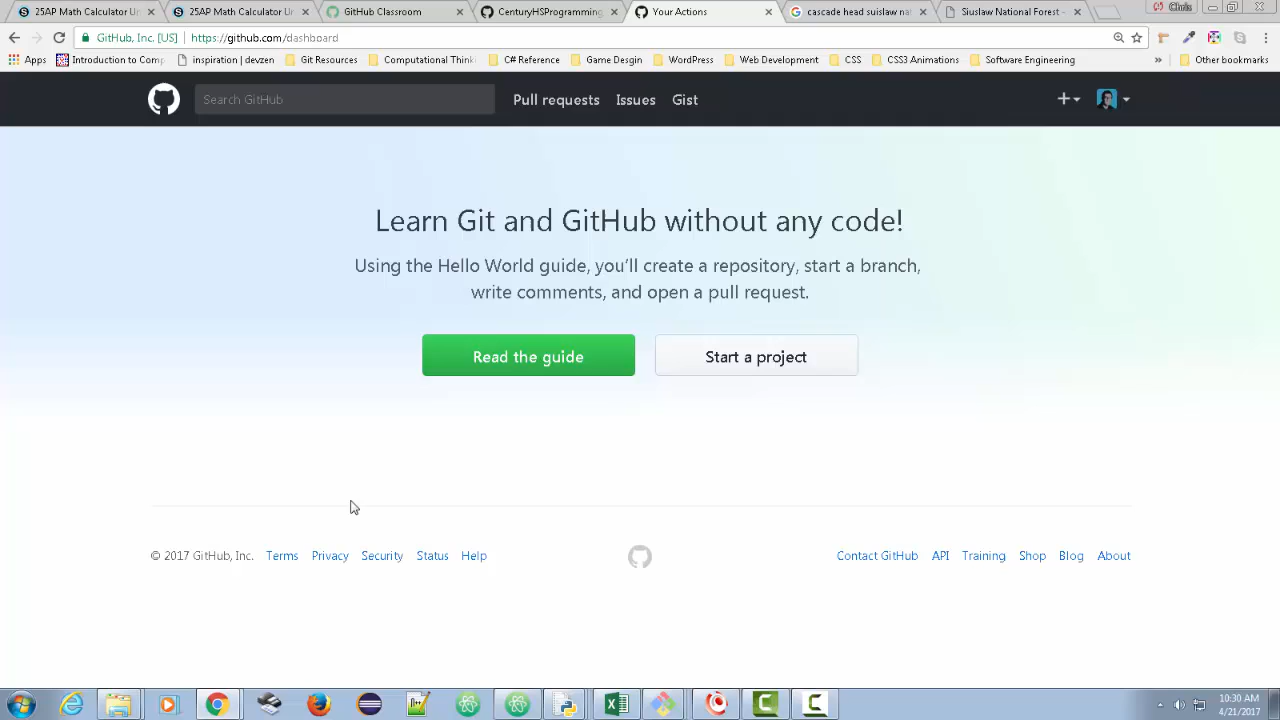 25AP Math Calculator Un
25AP Math Calculator Un
GitHub Classroom
CenturyHSProgramming
Your Actions
cascade head suislaw nat
Siuslaw National Forest -
Chris
GitHub, Inc. [US]
https://github.com/dashboard
Apps
Introduction to Comp
inspiration | devzen
Git Resources
Computational Think
C# Reference
Game Desgin
WordPress
Web Development
CSS
CSS3 Animations
Software Engineering
»
Other bookmarks
Search GitHub
Pull requests
Issues
Gist
Learn Git and GitHub without any code!
Using the Hello World guide, you'll create a repository, start a branch,
write comments, and open a pull request.
Read the guide
Start a project
© 2017 GitHub, Inc.
Terms
Privacy
Security
Status
Help
Contact GitHub
API
Training
Shop
Blog
About
10:30 AM
4/21/2017